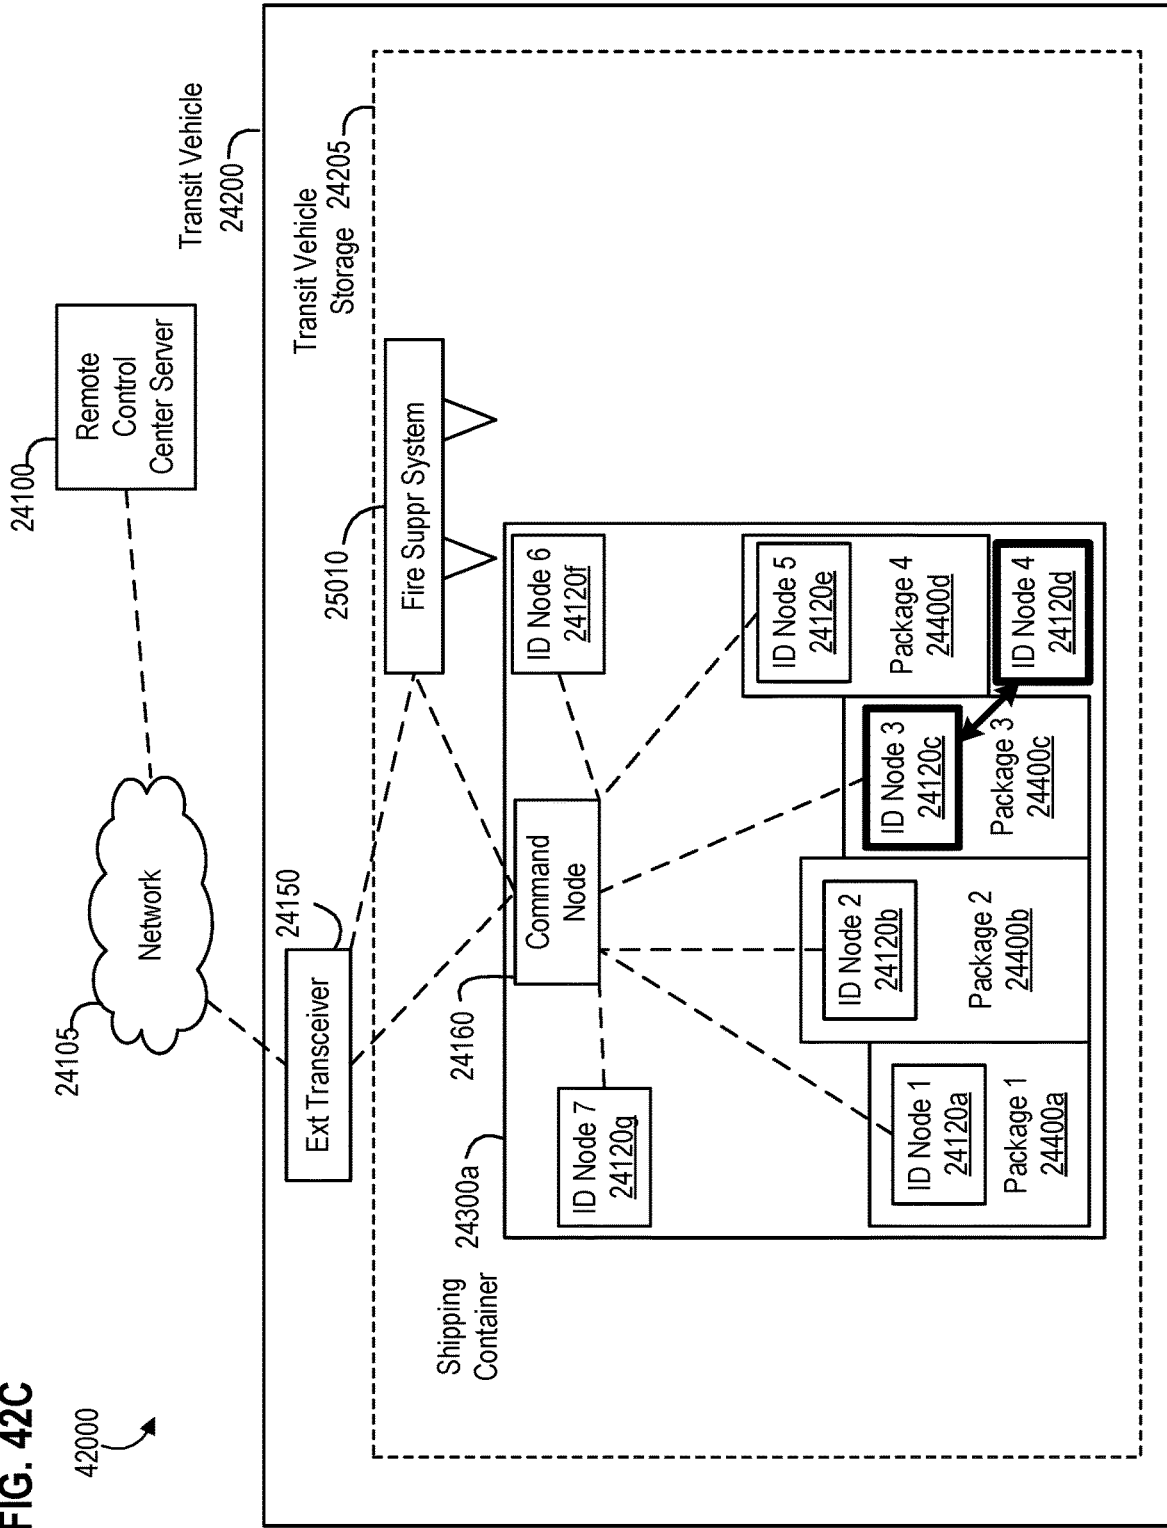 FIG. 42C
42000
24100
Remote
Control
Center Server
24105
Network
Transit Vehicle
24200
24150
Ext Transceiver
Transit Vehicle
Storage 24205
25010
Fire Suppr System
Shipping
Container
24300a
24160
Command
Node
ID Node 7
24120g
ID Node 6
24120f
ID Node 1
24120a
Package 1
24400a
ID Node 2
24120b
Package 2
24400b
ID Node 3
24120c
Package 3
24400c
ID Node 5
24120e
Package 4
24400d
ID Node 4
24120d